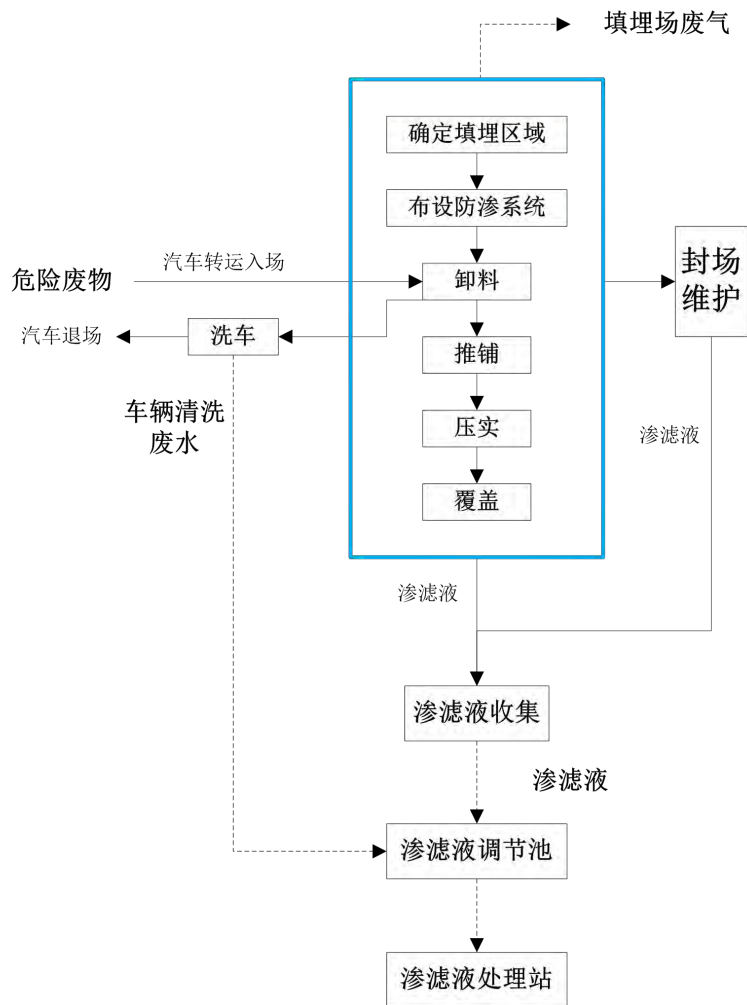 填埋场废气
确定填埋区域
布设防渗系统
封场
维护
汽车转运入场
危险废物
卸料
汽车退场
洗车
推铺
车辆清洗
废水
压实
渗滤液
覆盖
渗滤液
渗滤液收集
渗滤液
渗滤液调节池
渗滤液处理站